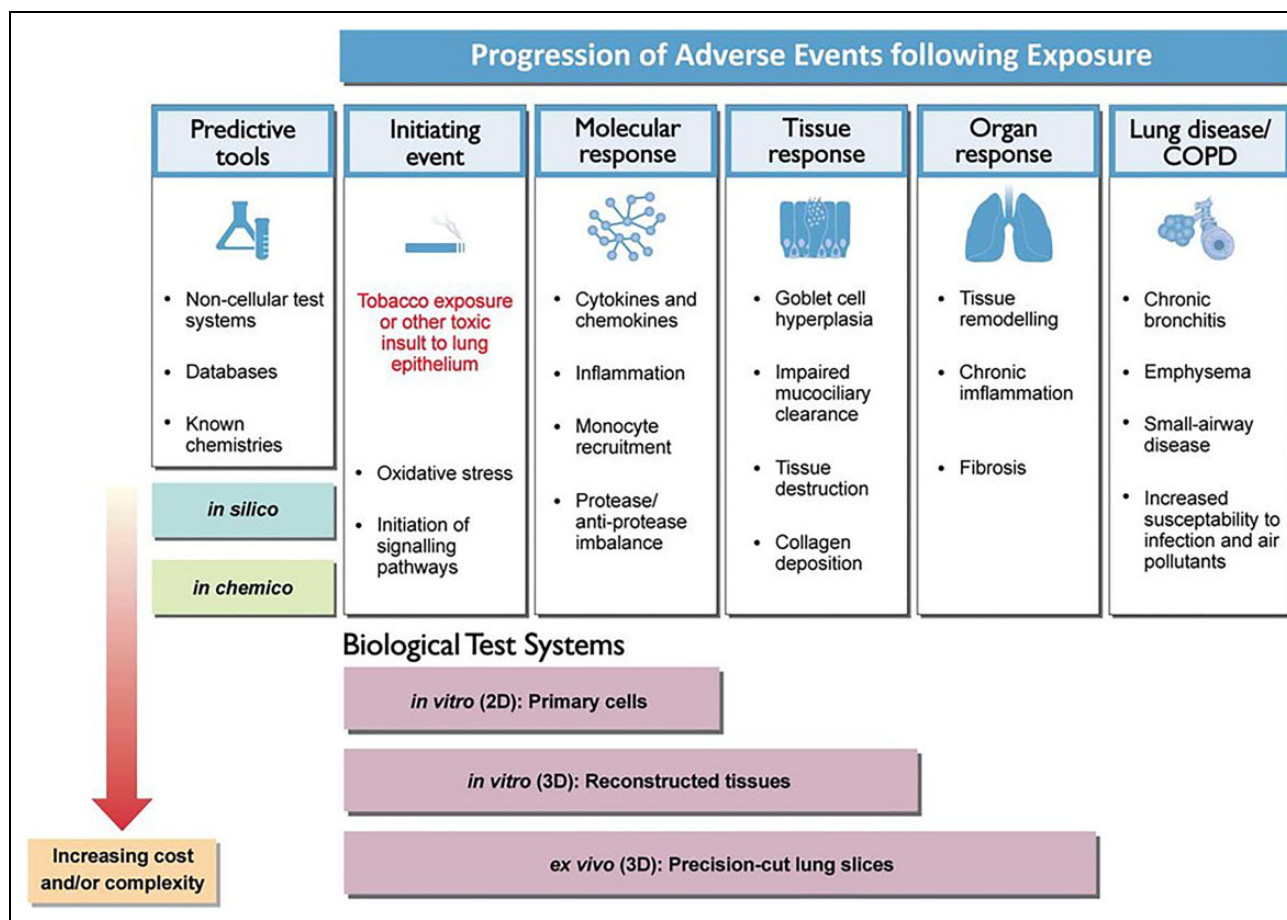 Progression of Adverse Events following Exposure
Predictive
tools
• Non-cellular test
systems
• Databases
• Known
chemistries
in silico
in chemico
Initiating
event
Tobacco exposure
or other toxic
insult to lung
epithelium
• Oxidative stress
• Initiation of
signalling
pathways
Molecular
response
• Cytokines and
chemokines
• Inflammation
• Monocyte
recruitment
• Protease/
anti-protease
imbalance
Tissue
response
• Goblet cell
hyperplasia
• Impaired
mucociliary
clearance
• Tissue
destruction
• Collagen
deposition
Organ
response
• Tissue
remodelling
• Chronic
imflammation
• Fibrosis
Lung disease/
COPD
• Chronic
bronchitis
• Emphysema
• Small-airway
disease
• Increased
susceptability to
infection and air
pollutants
Biological Test Systems
in vitro (2D): Primary cells
in vitro (3D): Reconstructed tissues
ex vivo (3D): Precision-cut lung slices
Increasing cost
and/or complexity